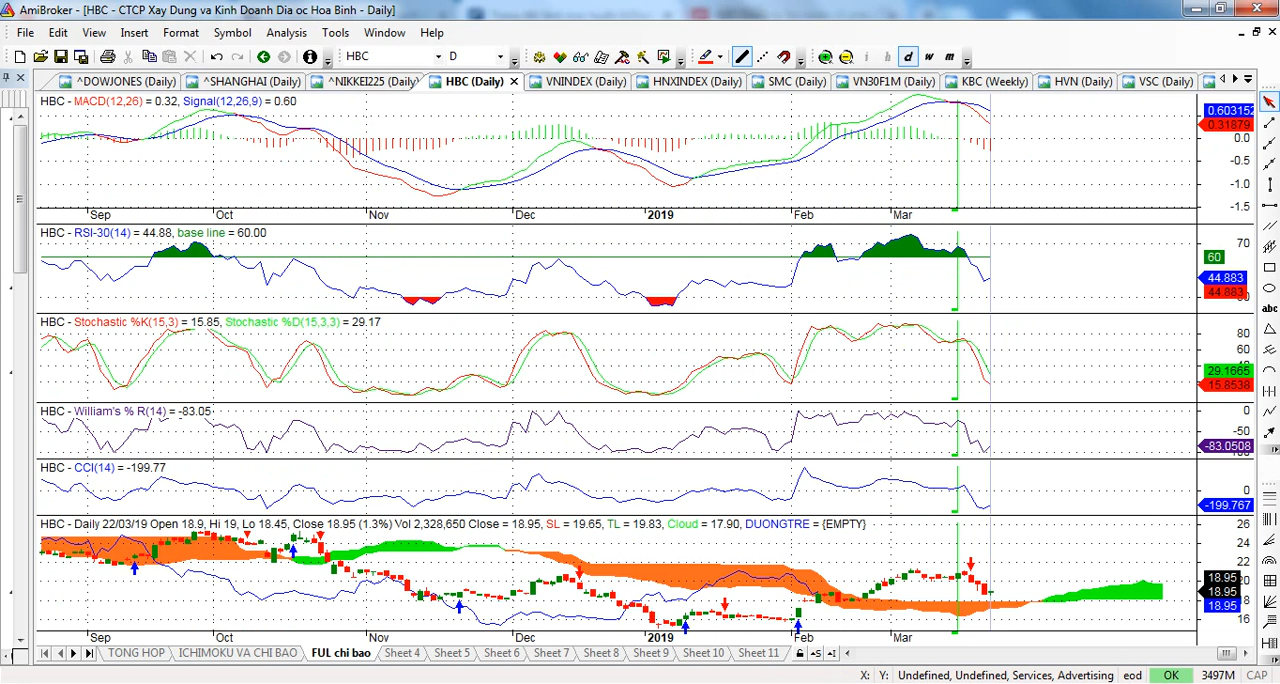 AmiBroker - [HBC - CTCP Xay Dung va Kinh Doanh Dia oc Hoa Binh - Daily]
File Edit View Insert Format Symbol Analysis Tools Window Help
HBC D i h d w m
^DOWJONES (Daily) ^SHANGHAI (Daily) ^NIKKEI225 (Daily) HBC (Daily) VNINDEX (Daily) HNXINDEX (Daily) SMC (Daily) VN30F1M (Daily) KBC (Weekly) HVN (Daily) VSC (Daily)
HBC - MACD(12,26) = 0.32, Signal(12,26,9) = 0.60
0.603152
0.31879
0.0
-0.5
-1.0
-1.5
Sep Oct Nov Dec 2019 Feb Mar
HBC - RSI-30(14) = 44.88, base line = 60.00
70
60
44.883
44.883
HBC - Stochastic %K(15,3) = 15.85, Stochastic %D(15,3,3) = 29.17
80
60
29.1665
15.8538
HBC - William's % R(14) = -83.05
0
-50
-83.0508
HBC - CCI(14) = -199.77
0
-199.767
HBC - Daily 22/03/19 Open 18.9, Hi 19, Lo 18.45, Close 18.95 (1.3%) Vol 2,328,650 Close = 18.95, SL = 19.65, TL = 19.83, Cloud = 17.90, DUONGTRE = {EMPTY}
26
24
22
18.95
18.95
18.95
16
Sep Oct Nov Dec 2019 Feb Mar
abc
TONG HOP ICHIMOKU VA CHI BAO FUL chi bao Sheet 4 Sheet 5 Sheet 6 Sheet 7 Sheet 8 Sheet 9 Sheet 10 Sheet 11
X: Y: Undefined, Undefined, Services, Advertising eod OK 3497M CAP